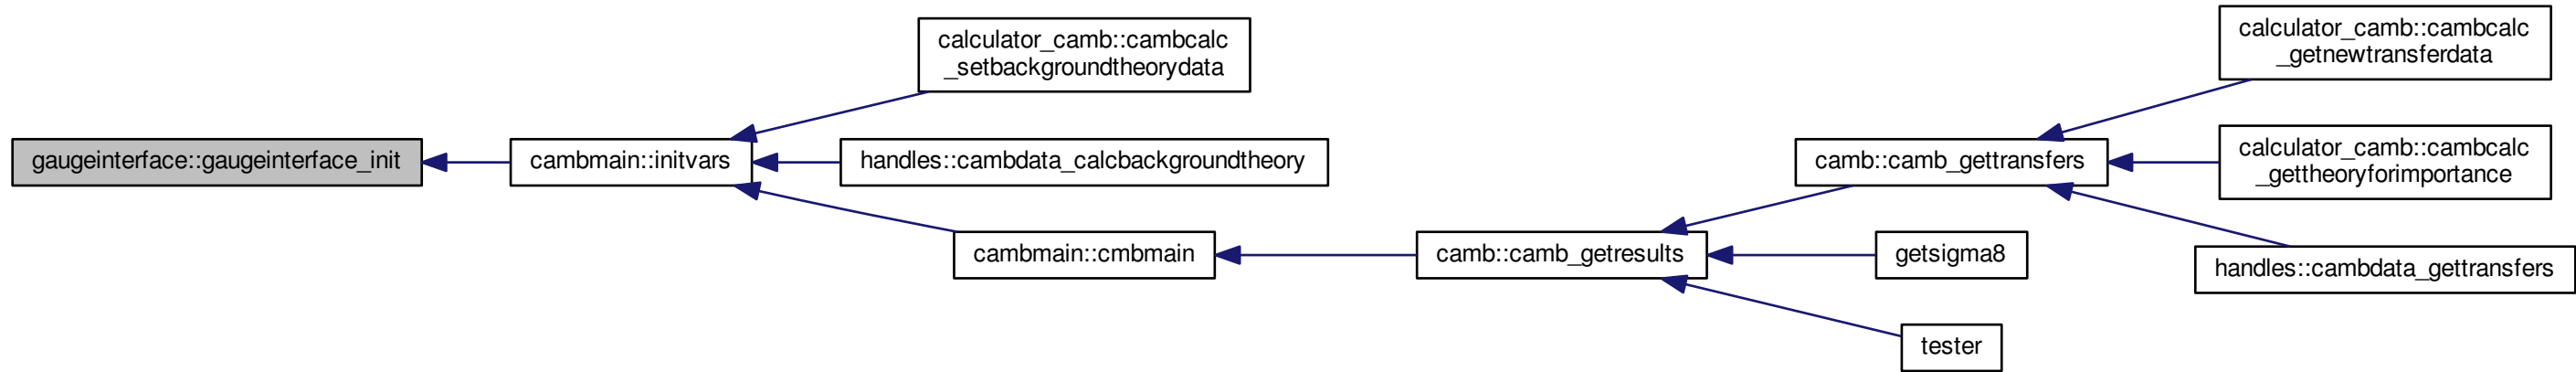 gaugeinterface::gaugeinterface_init
cambmain::initvars
calculator_camb::cambcalc
_setbackgroundtheorydata
handles::cambdata_calcbackgroundtheory
cambmain::cmbmain
camb::camb_getresults
camb::camb_gettransfers
getsigma8
tester
calculator_camb::cambcalc
_getnewtransferdata
calculator_camb::cambcalc
_gettheoryforimportance
handles::cambdata_gettransfers